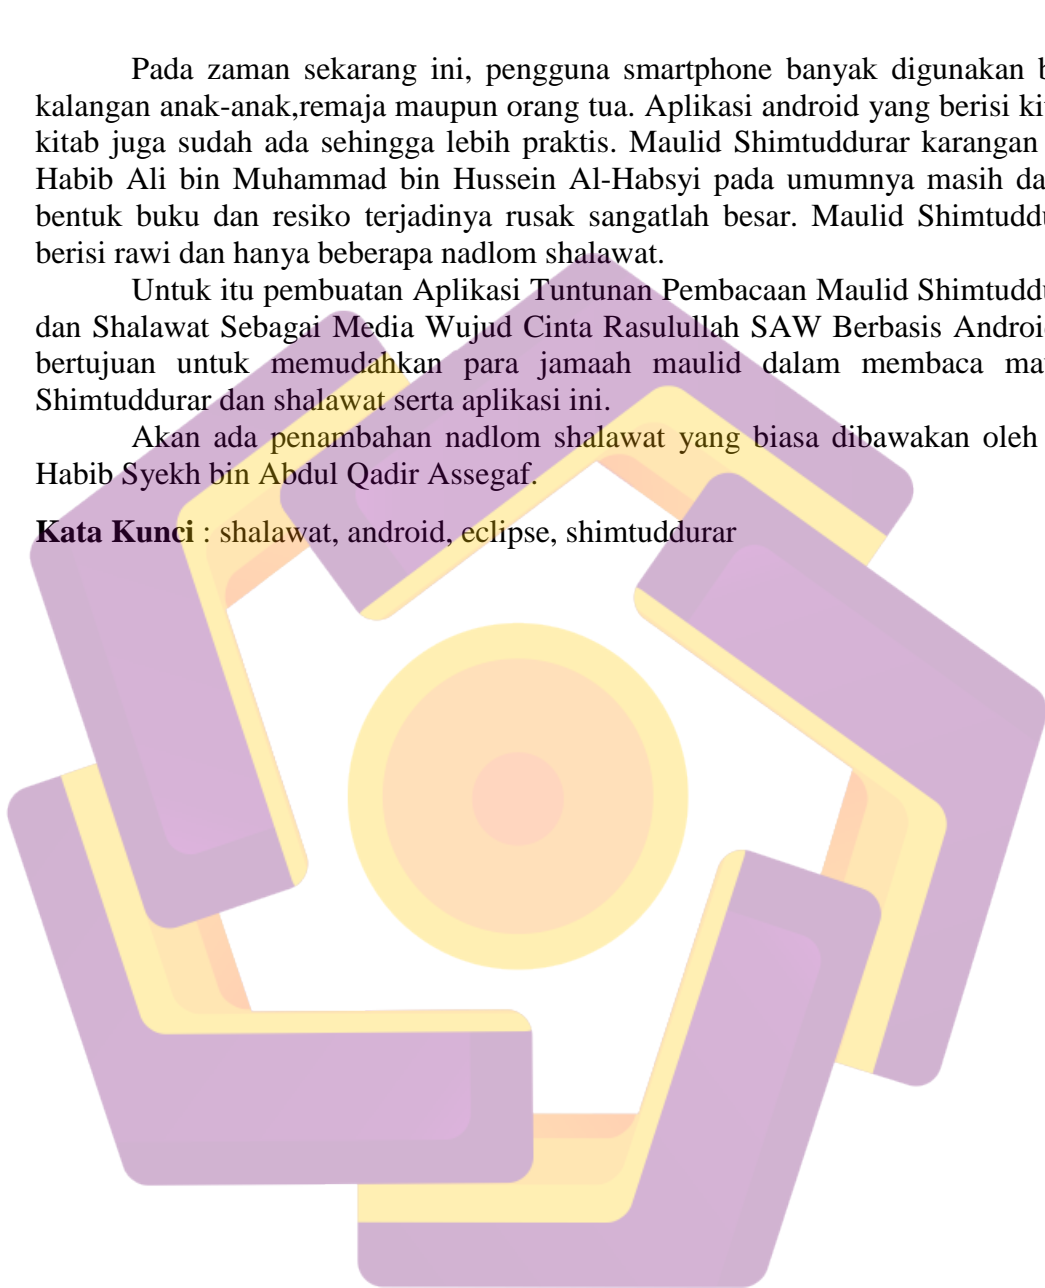 Pada zaman sekarang ini, pengguna smartphone banyak digunakan
kalangan anak-anak,remaja maupun orang tua. Aplikasi android yang berisi
kitab juga sudah ada sehingga lebih praktis. Maulid Shimtuddurar karangan
Habib Ali bin Muhammad bin Hussein Al-Habsyi pada umumnya masih
bentuk buku dan resiko terjadinya rusak sangatlah besar. Maulid
berisi rawi dan hanya beberapa nadlom shalawat.
Untuk itu pembuatan Aplikasi Tuntunan Pembacaan Maulid
dan Shalawat Sebagai Media Wujud Cinta Rasulullah SAW Berbasis
bertujuan untuk memudahkan para jamaah maulid dalam membaca
Shimtuddurar dan shalawat serta aplikasi ini.
Akan ada penambahan nadlom shalawat yang biasa dibawakan oleh
Habib Syekh bin Abdul Qadir Assegaf.
Kata Kunci : shalawat, android, eclipse, shimtuddurar